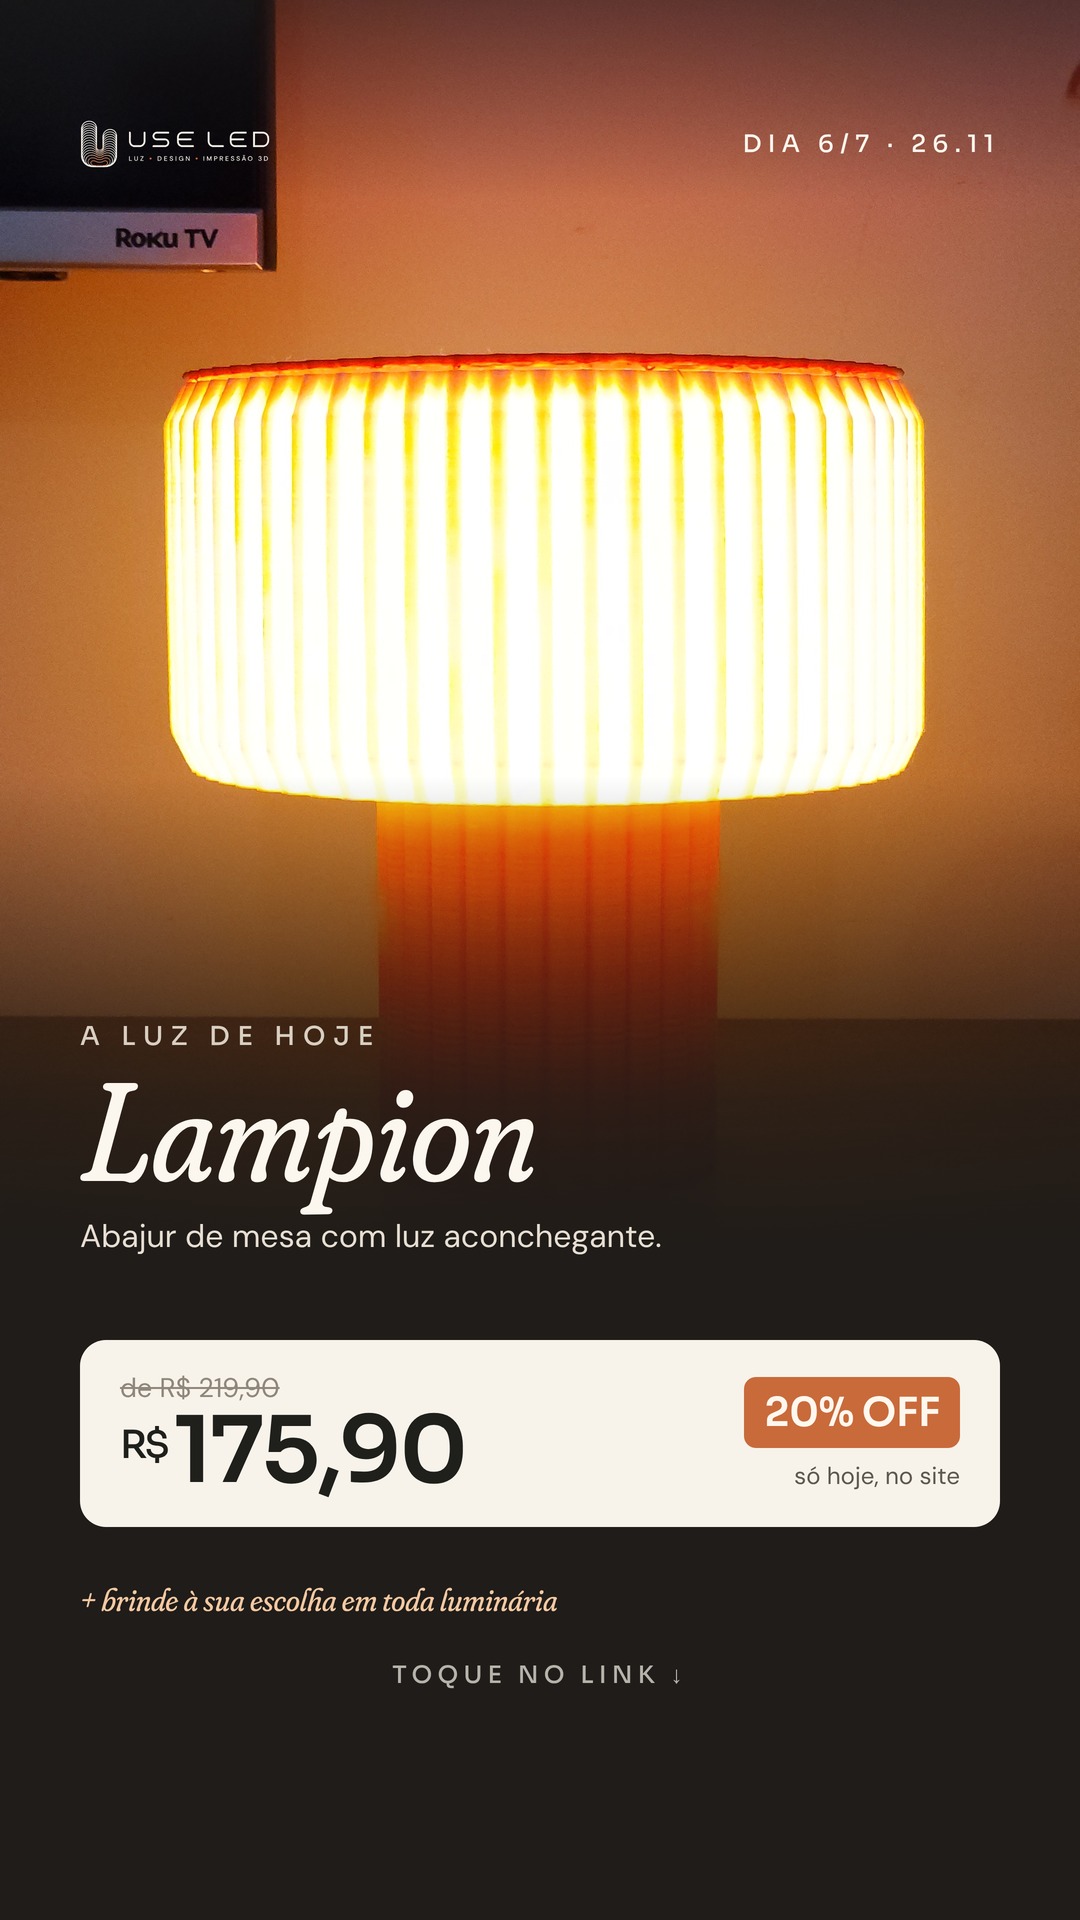 USE LED
LUZ • DESIGN • IMPRESSÃO 3D
DIA 6/7 · 26.11
Roku TV
A LUZ DE HOJE
Lampion
Abajur de mesa com luz aconchegante.
de R$ 219,90
R$175,90
20% OFF
só hoje, no site
+ brinde à sua escolha em toda luminária
TOQUE NO LINK ↓